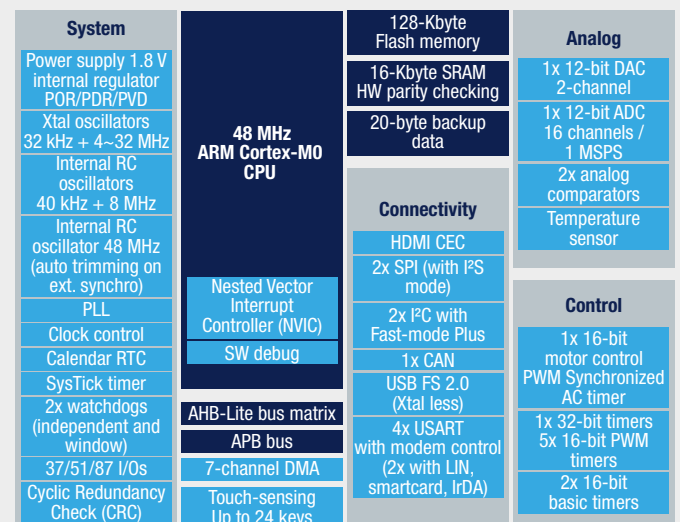 System
Power supply 1.8 V
internal regulator
POR/PDR/PVD
Xtal oscillators
32 kHz + 4~32 MHz
Internal RC
oscillators
40 kHz + 8 MHz
Internal RC
oscillator 48 MHz
(auto trimming on
ext. synchro)
PLL
Clock control
Calendar RTC
SysTick timer
2x watchdogs
(independent and
window)
37/51/87 I/Os
Cyclic Redundancy
Check (CRC)
48 MHz
ARM Cortex-M0
CPU
Nested Vector
Interrupt
Controller (NVIC)
SW debug
AHB-Lite bus matrix
APB bus
7-channel DMA
Touch-sensing
Up to 24 keys
128-Kbyte
Flash memory
16-Kbyte SRAM
HW parity checking
20-byte backup
data
Connectivity
HDMI CEC
2x SPI (with I²S
mode)
2x I²C with
Fast-mode Plus
1x CAN
USB FS 2.0
(Xtal less)
4x USART
with modem control
(2x with LIN,
smartcard, IrDA)
Analog
1x 12-bit DAC
2-channel
1x 12-bit ADC
16 channels /
1 MSPS
2x analog
comparators
Temperature
sensor
Control
1x 16-bit
motor control
PWM Synchronized
AC timer
1x 32-bit timers
5x 16-bit PWM
timers
2x 16-bit
basic timers